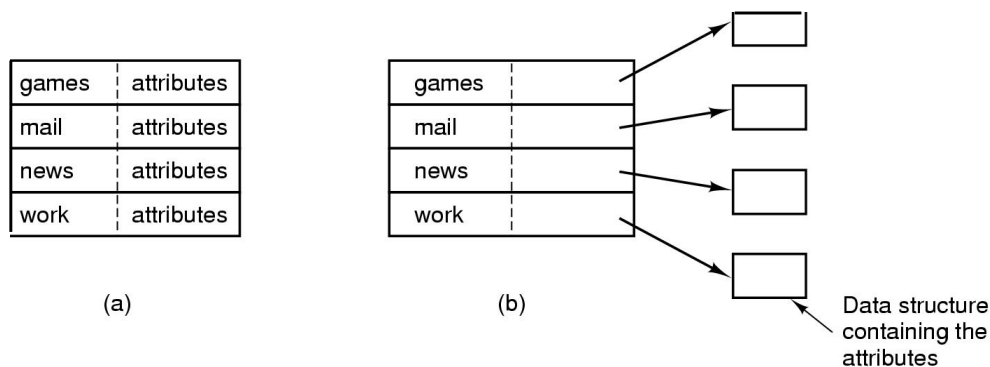 games attributes
mail attributes
news attributes
work attributes
(a)
games
mail
news
work
(b)
Data structure
containing the
attributes